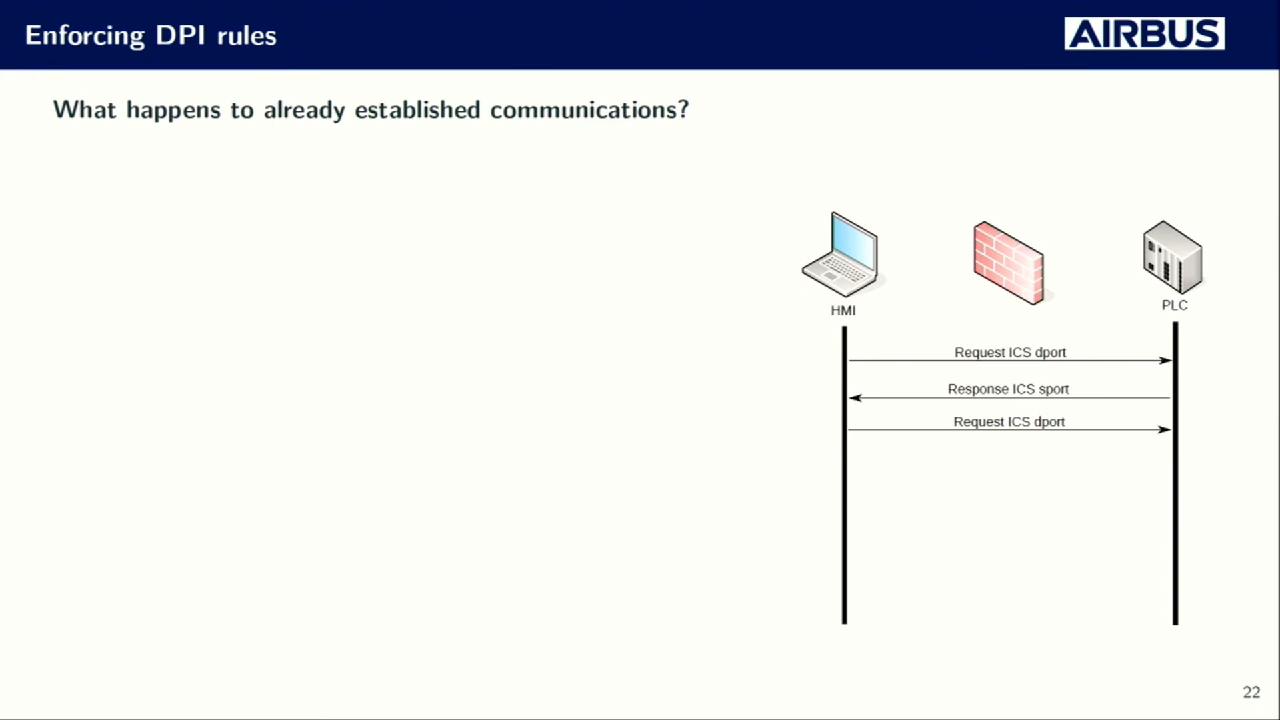 Enforcing DPI rules
AIRBUS
What happens to already established communications?
HMI
PLC
Request ICS dport
Response ICS sport
Request ICS dport
22